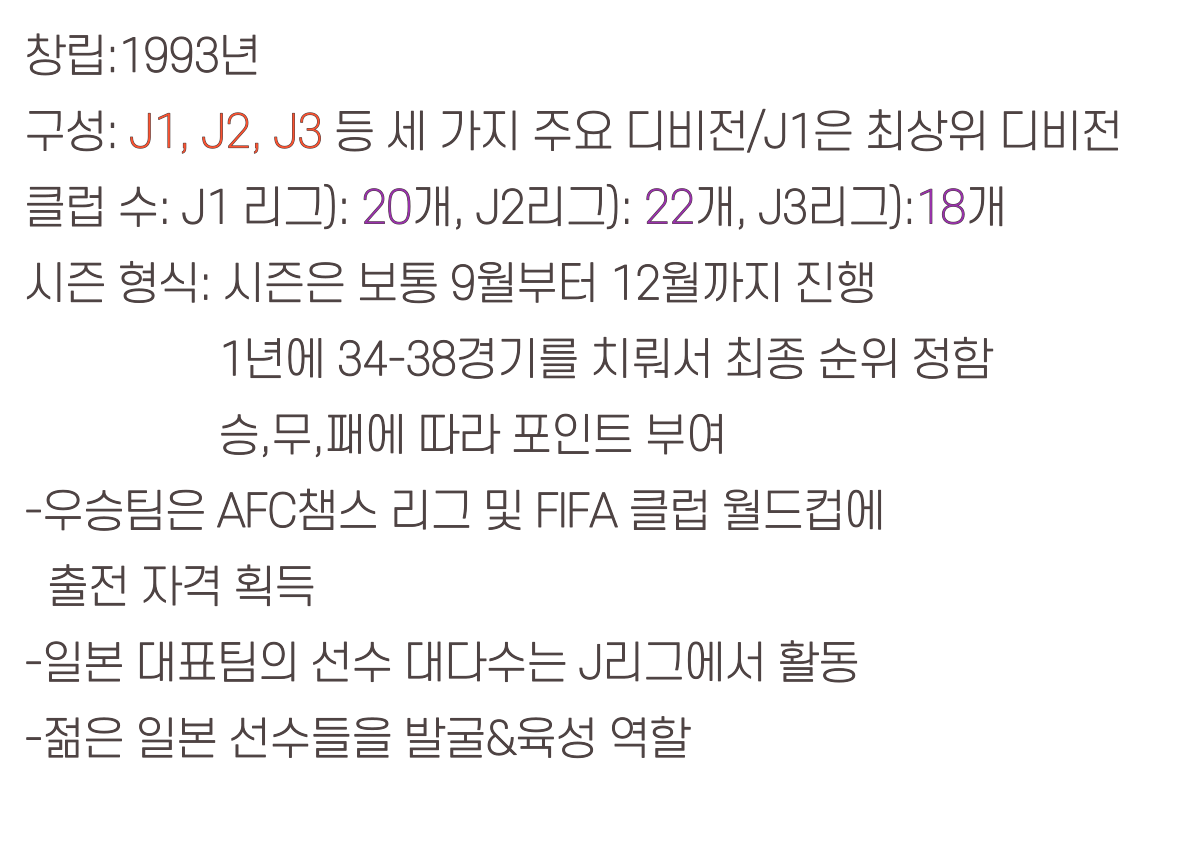 창립:1993년
구성: J1, J2, J3 등 세 가지 주요 디비전/J1은 최상위 디비전
클럽 수: J1 리그): 20개, J2리그): 22개, J3리그):18개
시즌 형식: 시즌은 보통 9월부터 12월까지 진행
1년에 34-38경기를 치뤄서 최종 순위 정함
승,무,패에 따라 포인트 부여
-우승팀은 AFC챔스 리그 및 FIFA 클럽 월드컵에
출전 자격 획득
-일본 대표팀의 선수 대다수는 J리그에서 활동
-젊은 일본 선수들을 발굴&육성 역할